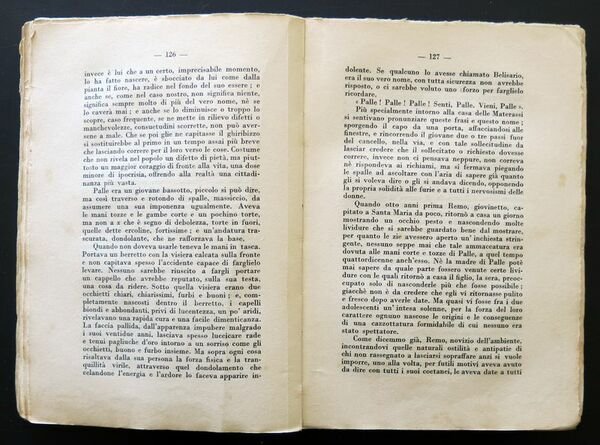 — 126 —
invece è lui che a un certo, imprecisabile momento,
lo ha fatto nascere, è sbocciato da lui come dalla
pianta il fiore, ha radice nel fondo del suo essere ; e
anche se, come nel caso nostro, non significa niente,
significa sempre molto di più del vero nome, nè se
lo cuoce mai ; e anche se lo diminuisce o troppo lo
scopre, caso frequente, se ne mette in rilievo difetti o
manchevolezze, consuetudini scorrette, non può aver-
sene a male. Che se poi glie ne capitasse il ghiribizzo
si sostituirebbe al primo in un tempo assai più breve
che lasciando correre per il loro verso le cose. Costume
che non rivela nel popolo un difetto di pietà, ma piut-
tosto un maggior coraggio di fronte alla vita, una dose
minore di ipocrisia, offrendo alla realtà una cittadi-
nanza più vasta.
Palle era un giovane bassotto, piccolo si può dire,
ma così traverso e rotondo di spalle, massiccio, da
assumere una sua imponenza ugualmente. Aveva
le mani tozze e le gambe corte e un pochino torte,
ma non a x che è segno di debolezza, torte in fuori,
quelle dette ercoline, fortissime ; e un'andatura tra-
scurata, dondolante, che ne rafforzava la base.
Quando non doveva usarle teneva le mani in tasca.
Portava un berretto con la visiera calcata sulla fronte
e non capitava spesso l'accidente capace di farglielo
levare. Nessuno sarebbe riuscito a fargli portare
un cappello che avrebbe reputato, sulla sua testa,
una cosa da ridere. Sotto quella visiera erano due
occhietti chiari, chiarissimi, furbi e buoni ; e, com-
pletamente nascosti dentro il berretto, i capelli
biondi e abbondanti, privi di lucentezza, un po' aridi,
rivelavano una rapida cura e una facile dimenticanza.
La faccia pallida, dall'apparenza impubere malgrado
i suoi ventidue anni, lasciava spesso luccicare rade
e tenui pagliuche d'oro intorno a un sorriso come gli
occhietti, buono e furbo insieme. Ma sopra ogni cosa
risaltava dalla sua persona la forza fisica e la tran-
quilità virile, attraverso quel dondolamento che
celandone l'energia e l'ardore lo faceva apparire in-
— 127 —
dolente. Se qualcuno lo avesse chiamato Belisario,
era il suo vero nome, con tutta sicurezza non avrebbe
risposto, o ci sarebbe voluto uno sforzo per farglielo
ricordare.
« Palle ! Palle ! Palle ! Senti, Palle. Vieni, Palle ».
Più specialmente intorno alla casa delle Materassi
si sentivano pronunziare queste frasi e questo nome ;
sporgendo il capo da una porta, affacciandosi alle
finestre, e rincorrendo il giovane due o tre passi fuor
del cancello, nella via, e con tale sollecitudine da
lasciar credere che il sollecitato o richiesto dovesse
correre, invece non ci pensava neppure, non correva
nè rispondeva ai richiami, ma si fermava piegando
le spalle ad ascoltare con l'aria di sapere già quanto
gli si voleva dire o gli si andava dicendo, opponendo
la propria solidità alle furie e a tutti i nervosismi delle
donne.
Quando otto anni prima Remo, giovinetto, ca-
pitato a Santa Maria da poco, ritornò a casa un giorno
mostrando un occhio pesto e nascondendo molte
lividure che si sarebbe guardato bene dal mostrare,
per quanto le zie avessero aperto un'inchiesta strin-
gente, nessuno seppe mai che tale ammaccatura era
dovuta alle mani corte e tozze di Palle, a quel tempo
quattordicenne anch'esso. Nè la madre di Palle poté
mai sapere da quale parte fossero venute certe livi-
dure con le quali ritornò a casa il figlio, la sera, preoc-
cupato solo di nasconderle più che fosse possibile ;
giacchè non è da credere che egli vi ritornasse pulito
e fresco dopo averle date. Ma quasi vi fosse fra i due
adolescenti un'intesa solenne, per la forza del loro
carattere ognuno nascose le origini e le conseguenze
di una cazzottatura formidabile di cui nessuno era
stato spettatore.
Come dicemmo già, Remo, novizio dell'ambiente,
incontrandovi quelle naturali ostilità e antipatie di
chi non rassegnato a lasciarsi sopraffare anzi si vuole
imporre, uno alla volta, per futili motivi aveva avuto
da dire con tutti i suoi coetanei, le aveva date a tutti